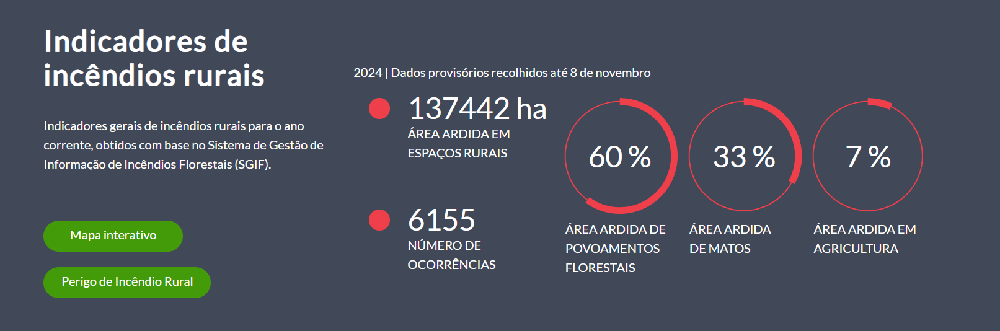 Indicadores de
incêndios rurais
Indicadores gerais de incêndios rurais para o ano
corrente, obtidos com base no Sistema de Gestão de
Informação de Incêndios Florestais (SGIF).
Mapa interativo
Perigo de Incêndio Rural
2024 | Dados provisórios recolhidos até 8 de novembro
137442 ha
ÁREA ARDIDA EM
ESPAÇOS RURAIS
6155
NÚMERO DE
OCORRÊNCIAS
60 %
ÁREA ARDIDA DE
POVOAMENTOS
FLORESTAIS
33 %
ÁREA ARDIDA
DE MATOS
7 %
ÁREA ARDIDA EM
AGRICULTURA